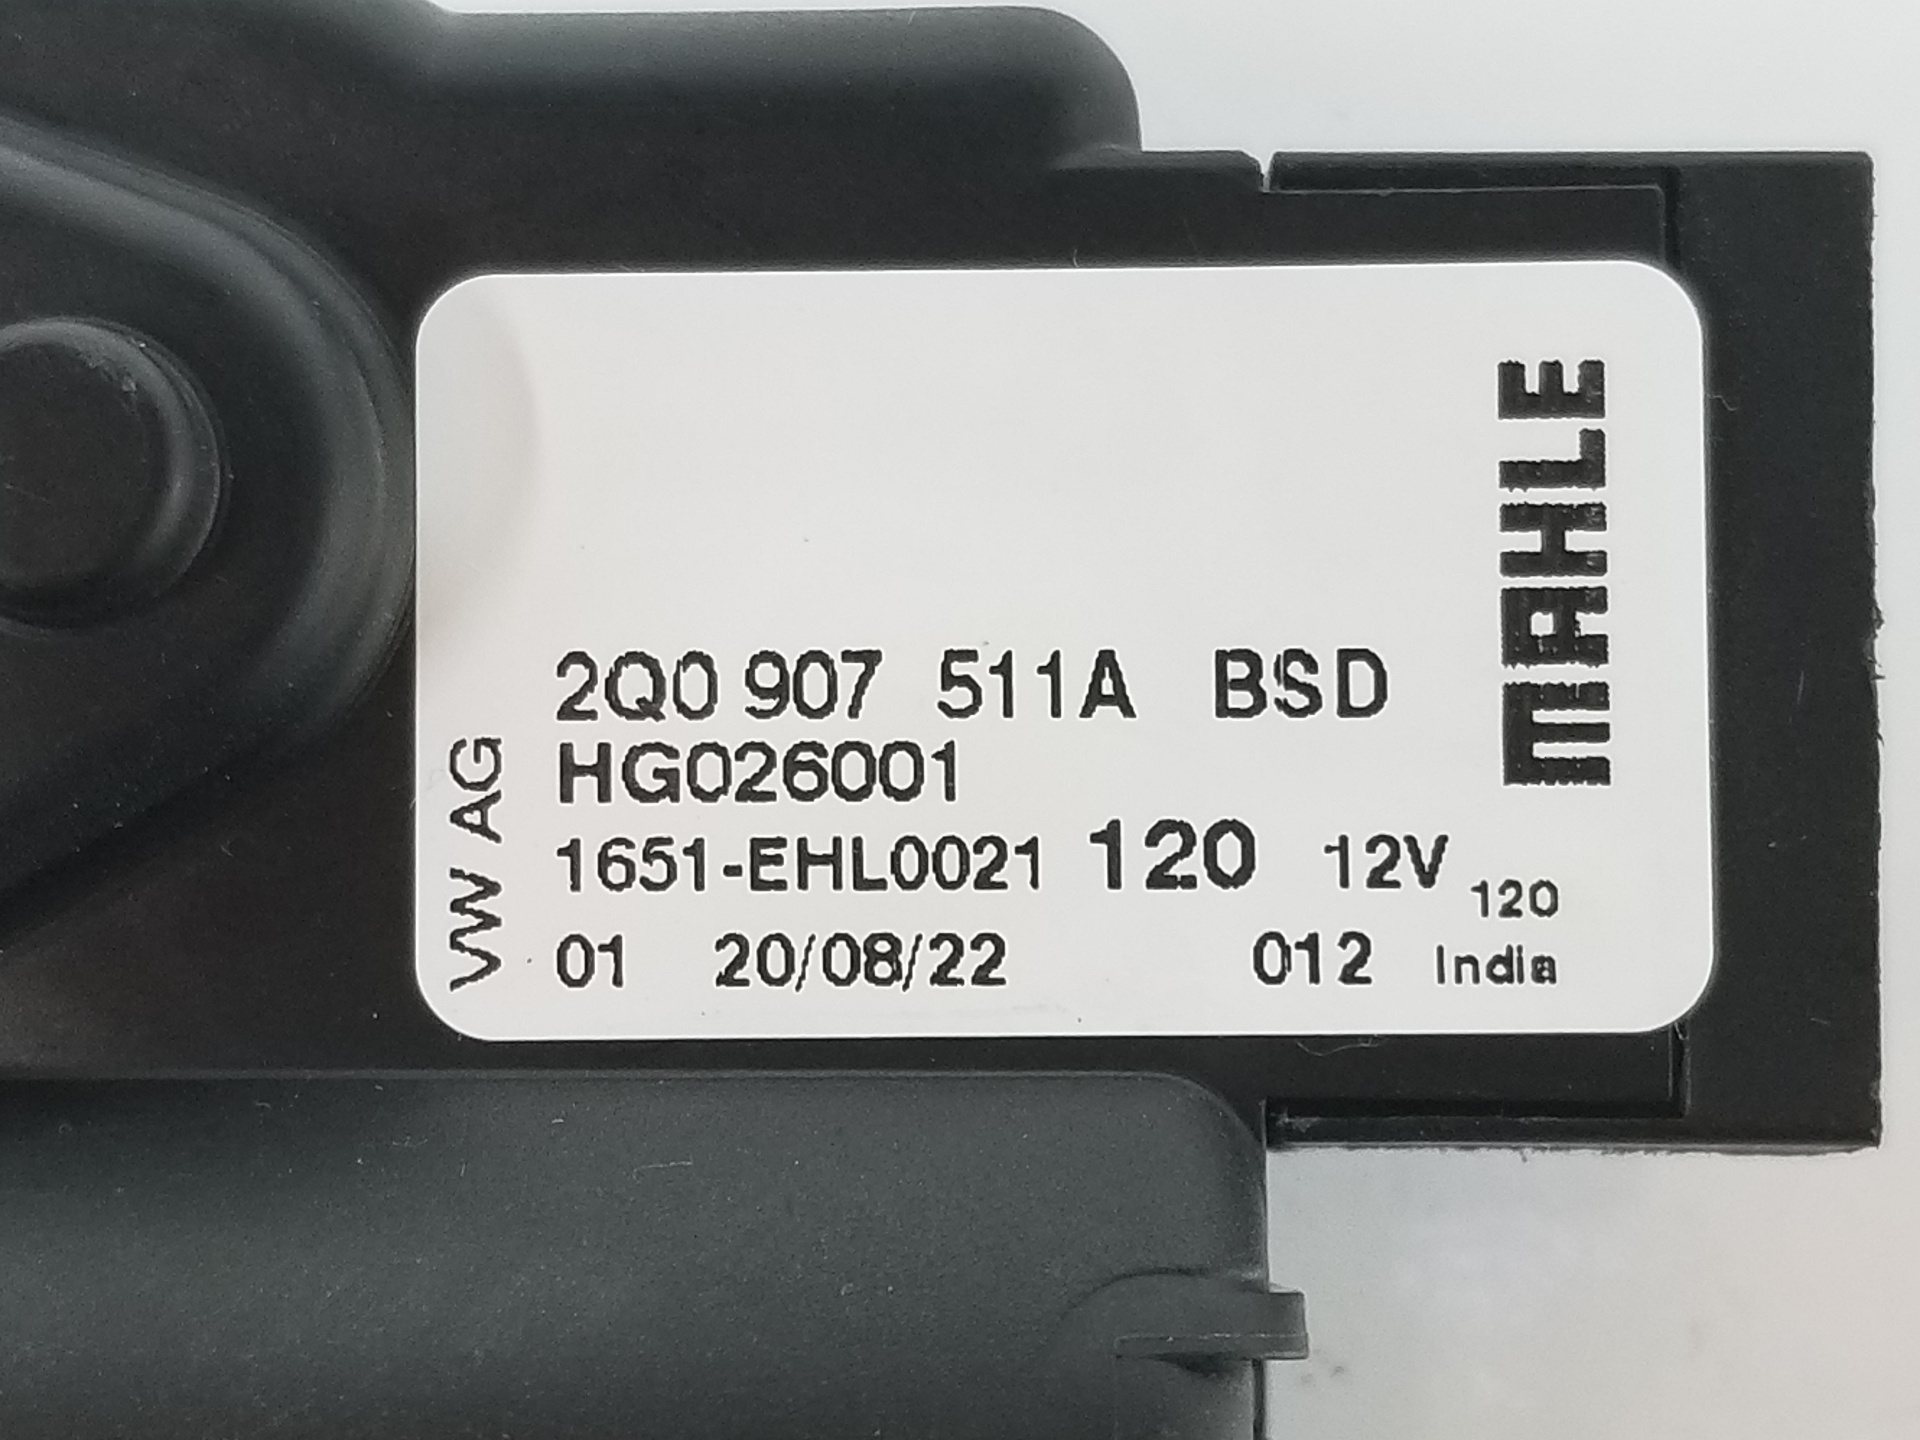 MAHLE
VW AG
2Q0 907 511A BSD
HG026001
1651-EHL0021 120 12V 120
01 20/08/22 012 India